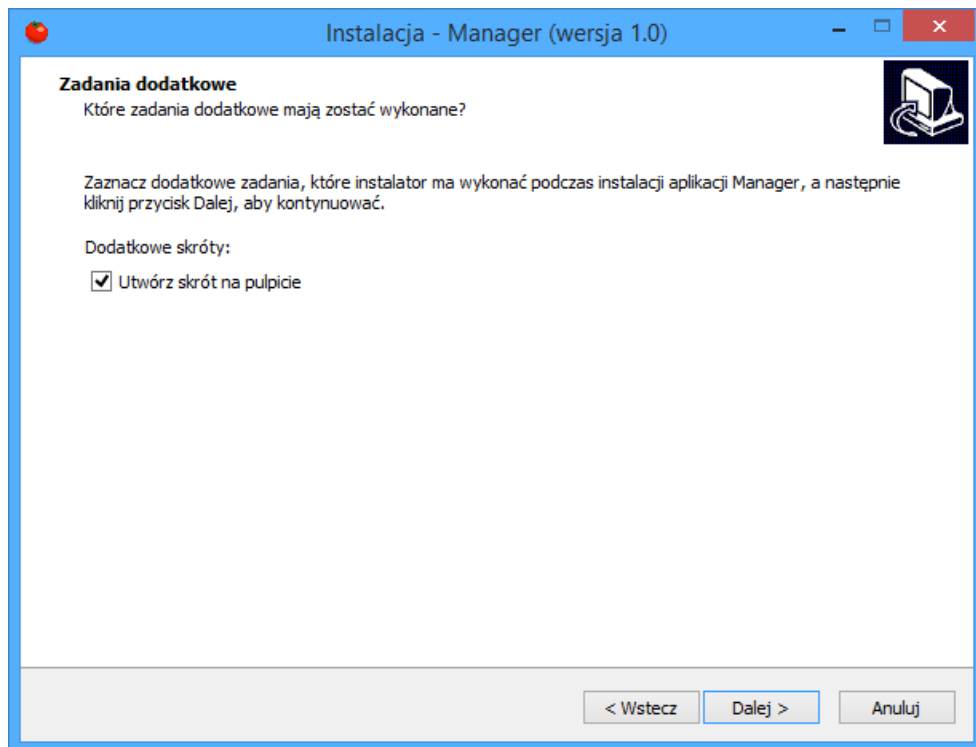 Instalacja - Manager (wersja 1.0)
Zadania dodatkowe
Które zadania dodatkowe mają zostać wykonane?
Zaznacz dodatkowe zadania, które instalator ma wykonać podczas instalacji aplikacji Manager, a następnie
kliknij przycisk Dalej, aby kontynuować.
Dodatkowe skróty:
Utwórz skrót na pulpicie
< Wstecz Dalej > Anuluj